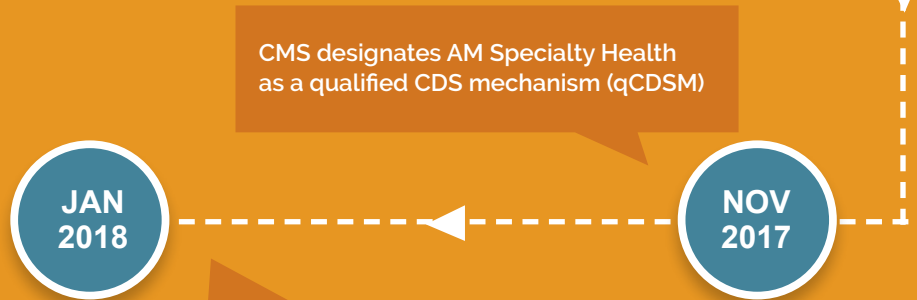 CMS designates AM Specialty Health
as a qualified CDS mechanism (qCDSM)
JAN
2018
NOV
2017